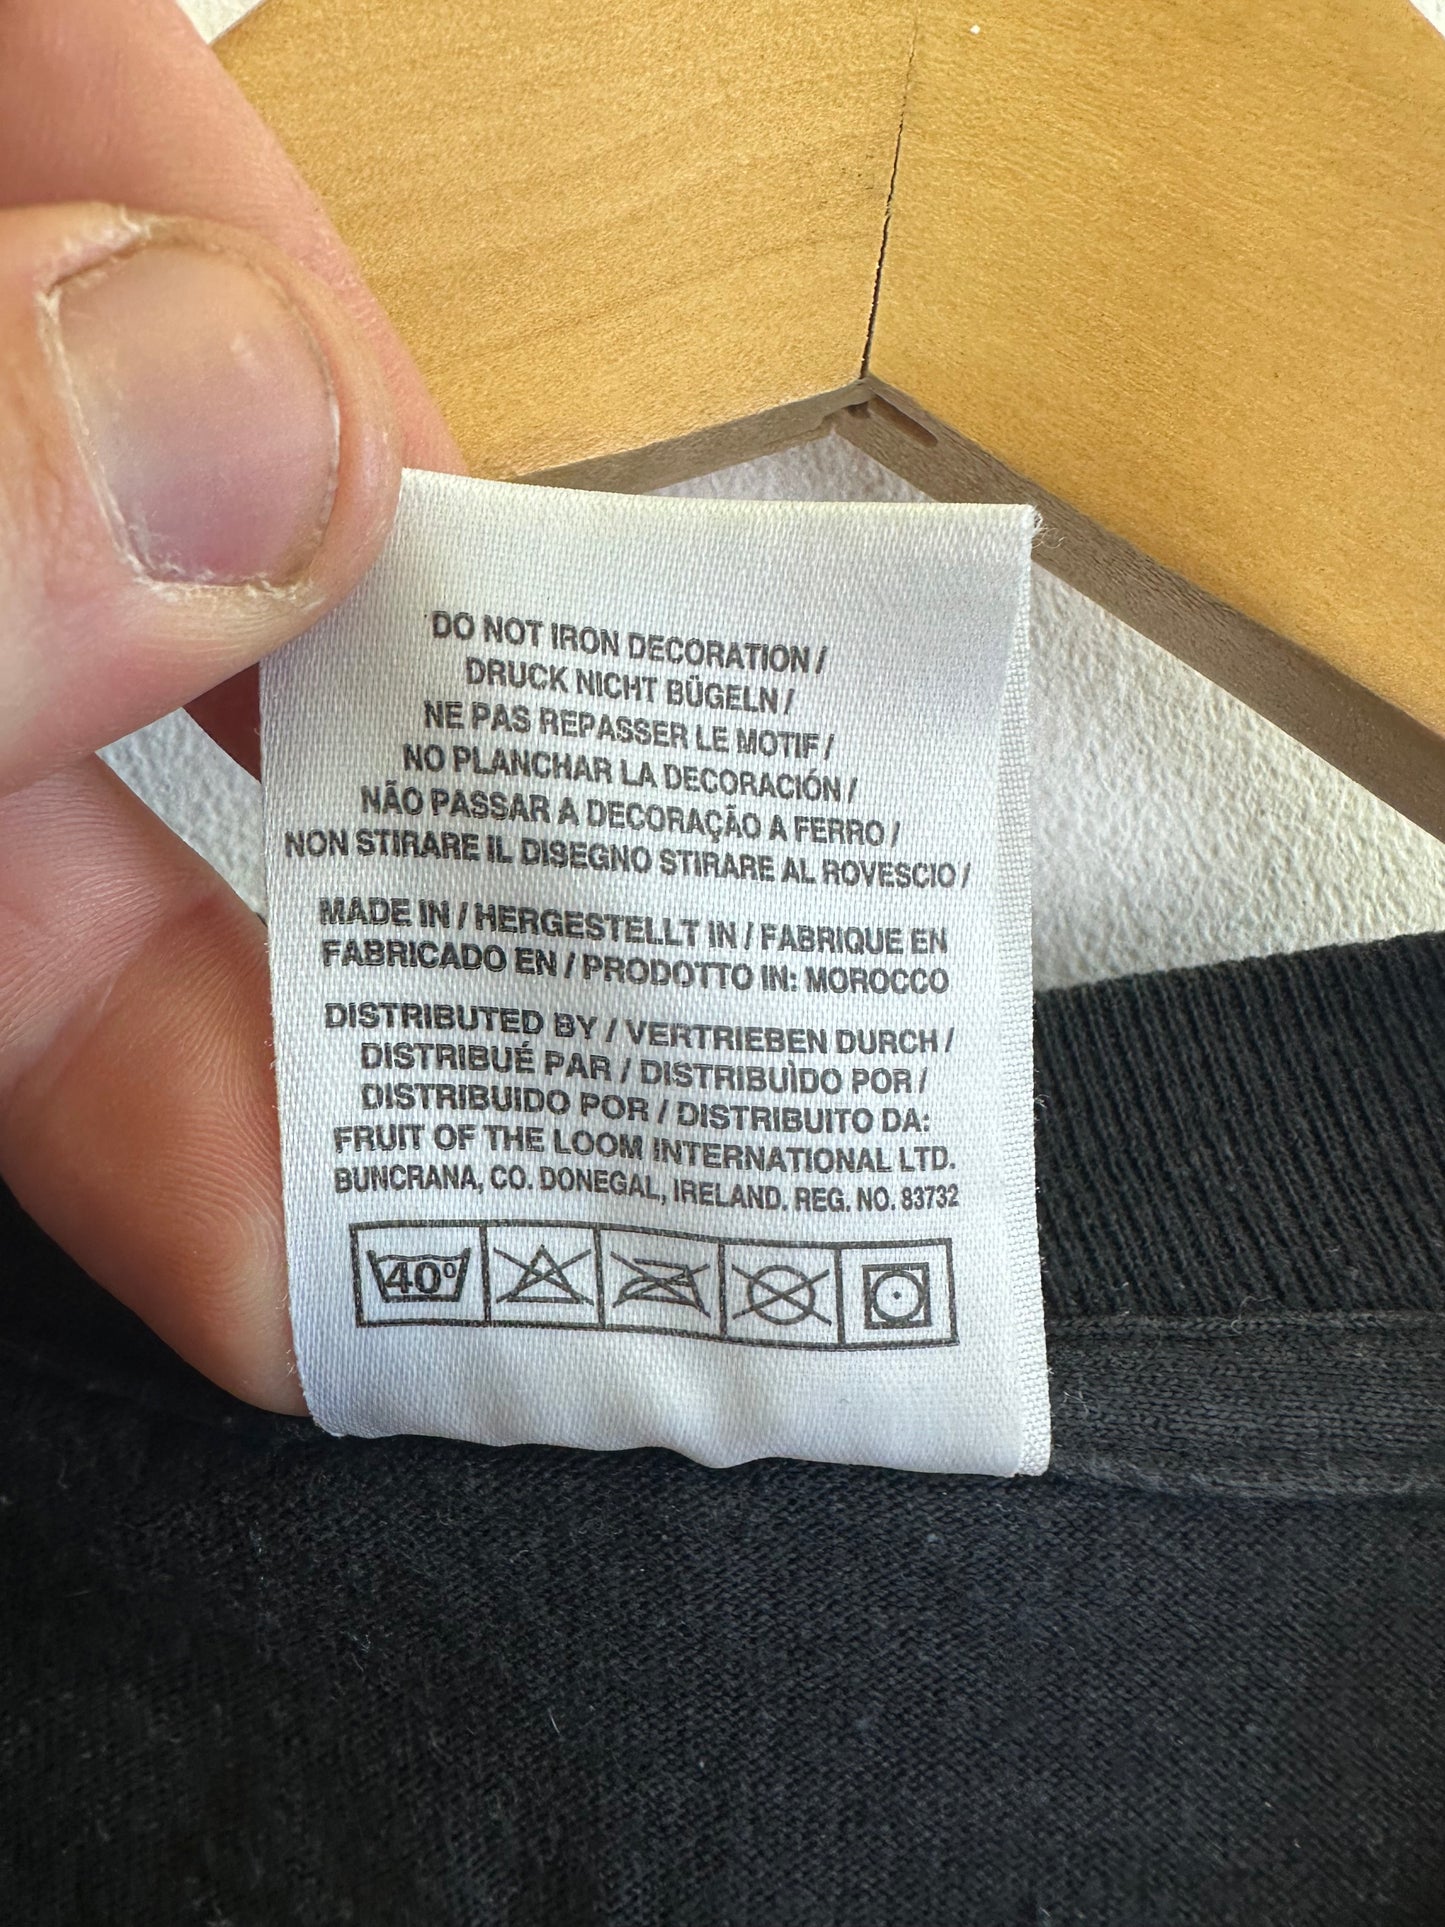 DO NOT IRON DECORATION /
DRUCK NICHT BÜGELN /
NE PAS REPASSER LE MOTIF /
NO PLANCHAR LA DECORACIÓN /
NÃO PASSAR A DECORAÇÃO A FERRO /
NON STIRARE IL DISEGNO STIRARE AL ROVESCIO /
MADE IN / HERGESTELLT IN / FABRIQUE EN
FABRICADO EN / PRODOTTO IN: MOROCCO
DISTRIBUTED BY / VERTRIEBEN DURCH /
DISTRIBUÉ PAR / DISTRIBUÌDO POR /
DISTRIBUIDO POR / DISTRIBUITO DA:
FRUIT OF THE LOOM INTERNATIONAL LTD.
BUNCRANA, CO. DONEGAL, IRELAND. REG. NO. 83732
40°